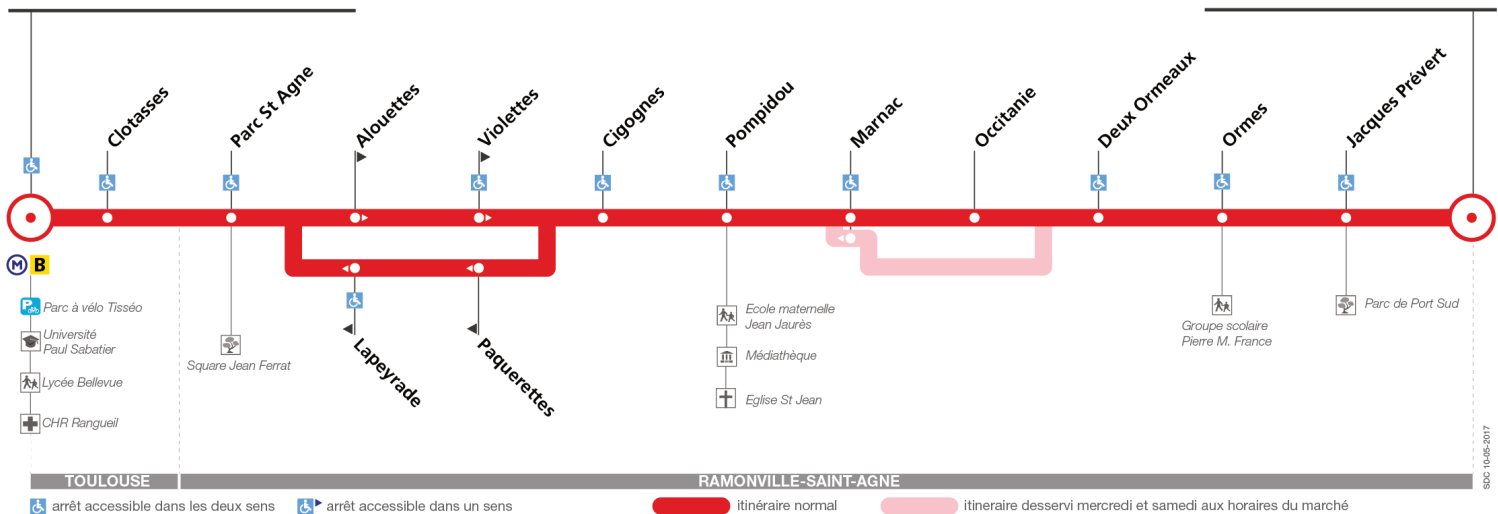 Clotasses
Parc St Agne
Alouettes
Violettes
Cigognes
Pompidou
Marnac
Occitanie
Deux Ormeaux
Ormes
Jacques Prévert
M B
P
Parc à vélo Tisséo
Université
Paul Sabatier
Lycée Bellevue
CHR Rangueil
Square Jean Ferrat
Lapeyrade
Paquerettes
Ecole maternelle
Jean Jaurès
Médiathèque
Eglise St Jean
Groupe scolaire
Pierre M. France
Parc de Port Sud
SDC 10-05-2017
TOULOUSE
RAMONVILLE-SAINT-AGNE
arrêt accessible dans les deux sens
arrêt accessible dans un sens
itinéraire normal
itineraire desservi mercredi et samedi aux horaires du marché